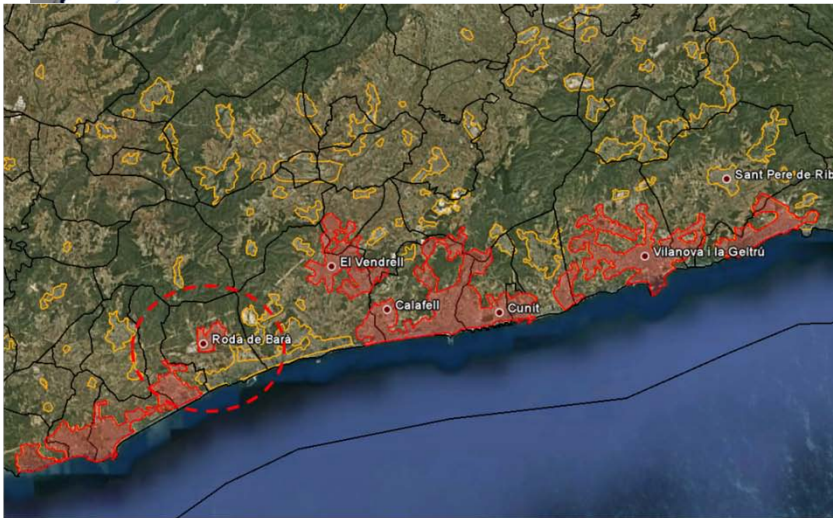 Sant Pere de Rib
El Vendrell
Vilanova i la Geltrú
Calafell
Cunit
Roda de Barà